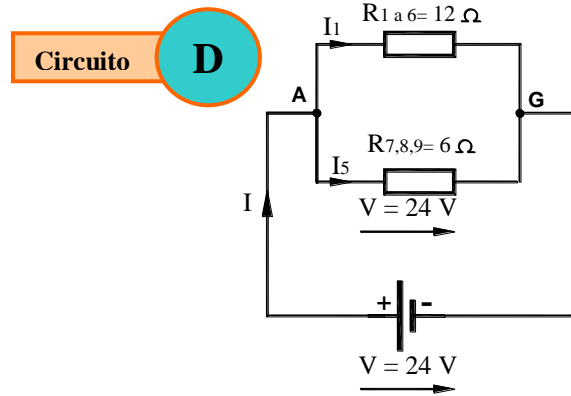 Circuito D
I1 R1 a 6= 12 Ω
A
G
R7,8,9= 6 Ω
I5
I
V = 24 V
+ -
V = 24 V